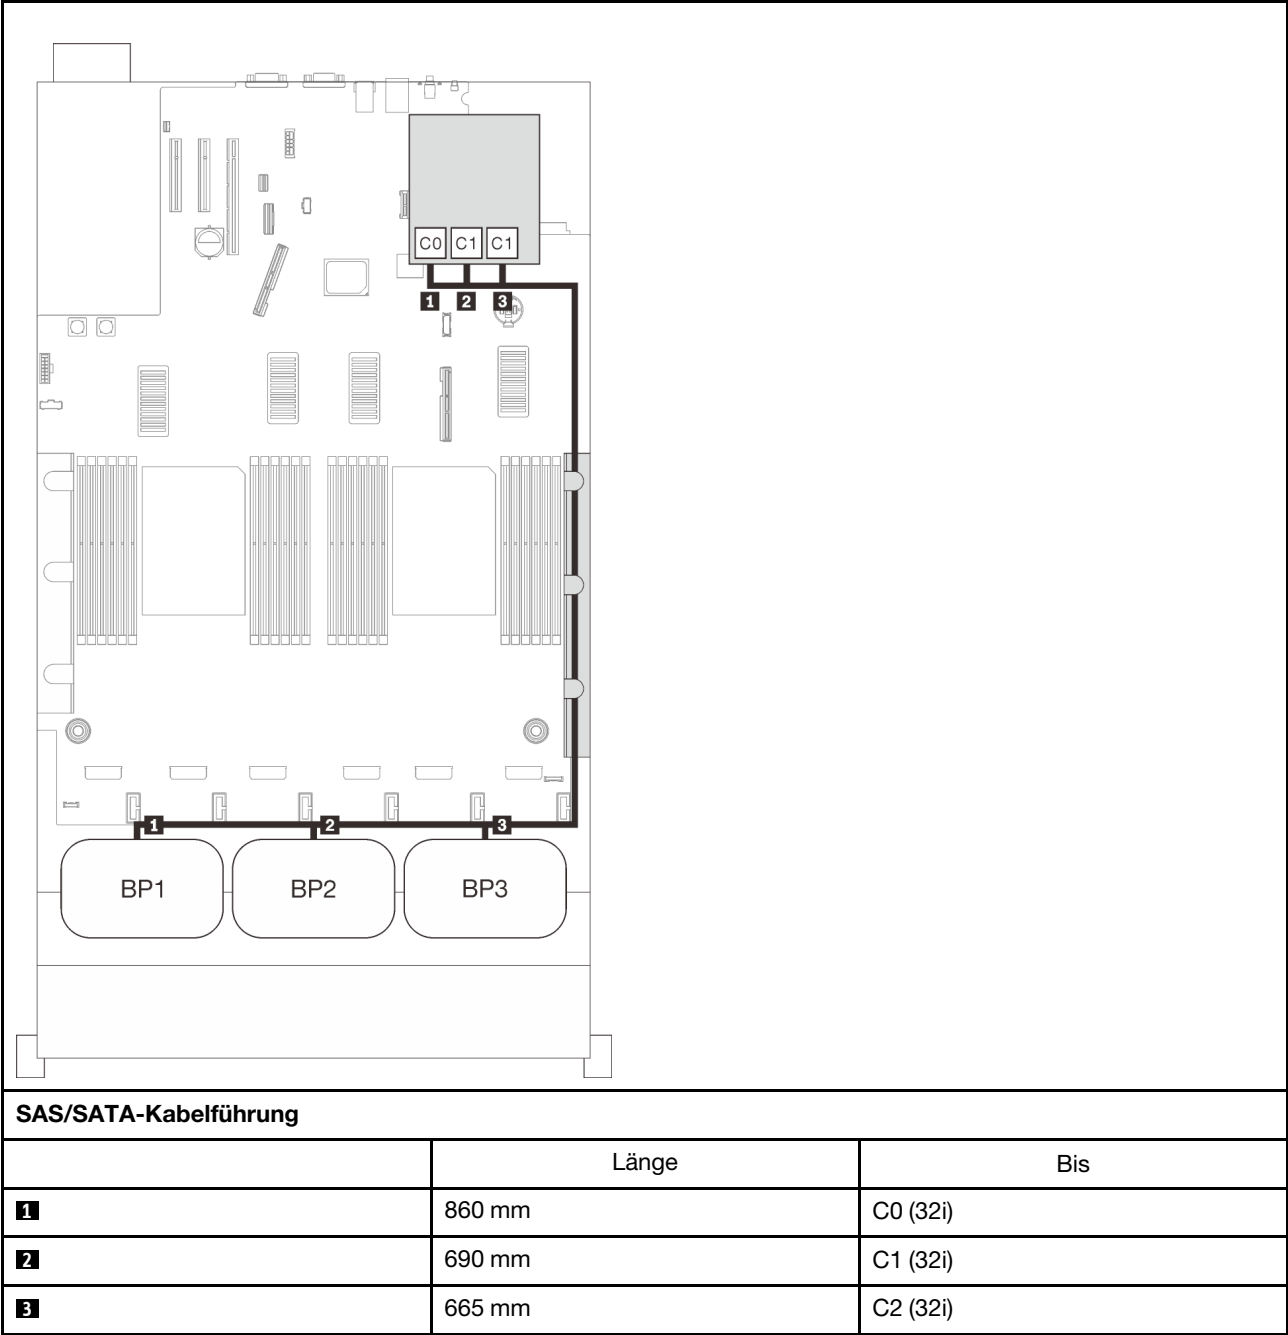 C0 C1 C1
1 2 3
1 2 3
BP1 BP2 BP3
SAS/SATA-Kabelführung
Länge Bis
1 860 mm C0 (32i)
2 690 mm C1 (32i)
3 665 mm C2 (32i)